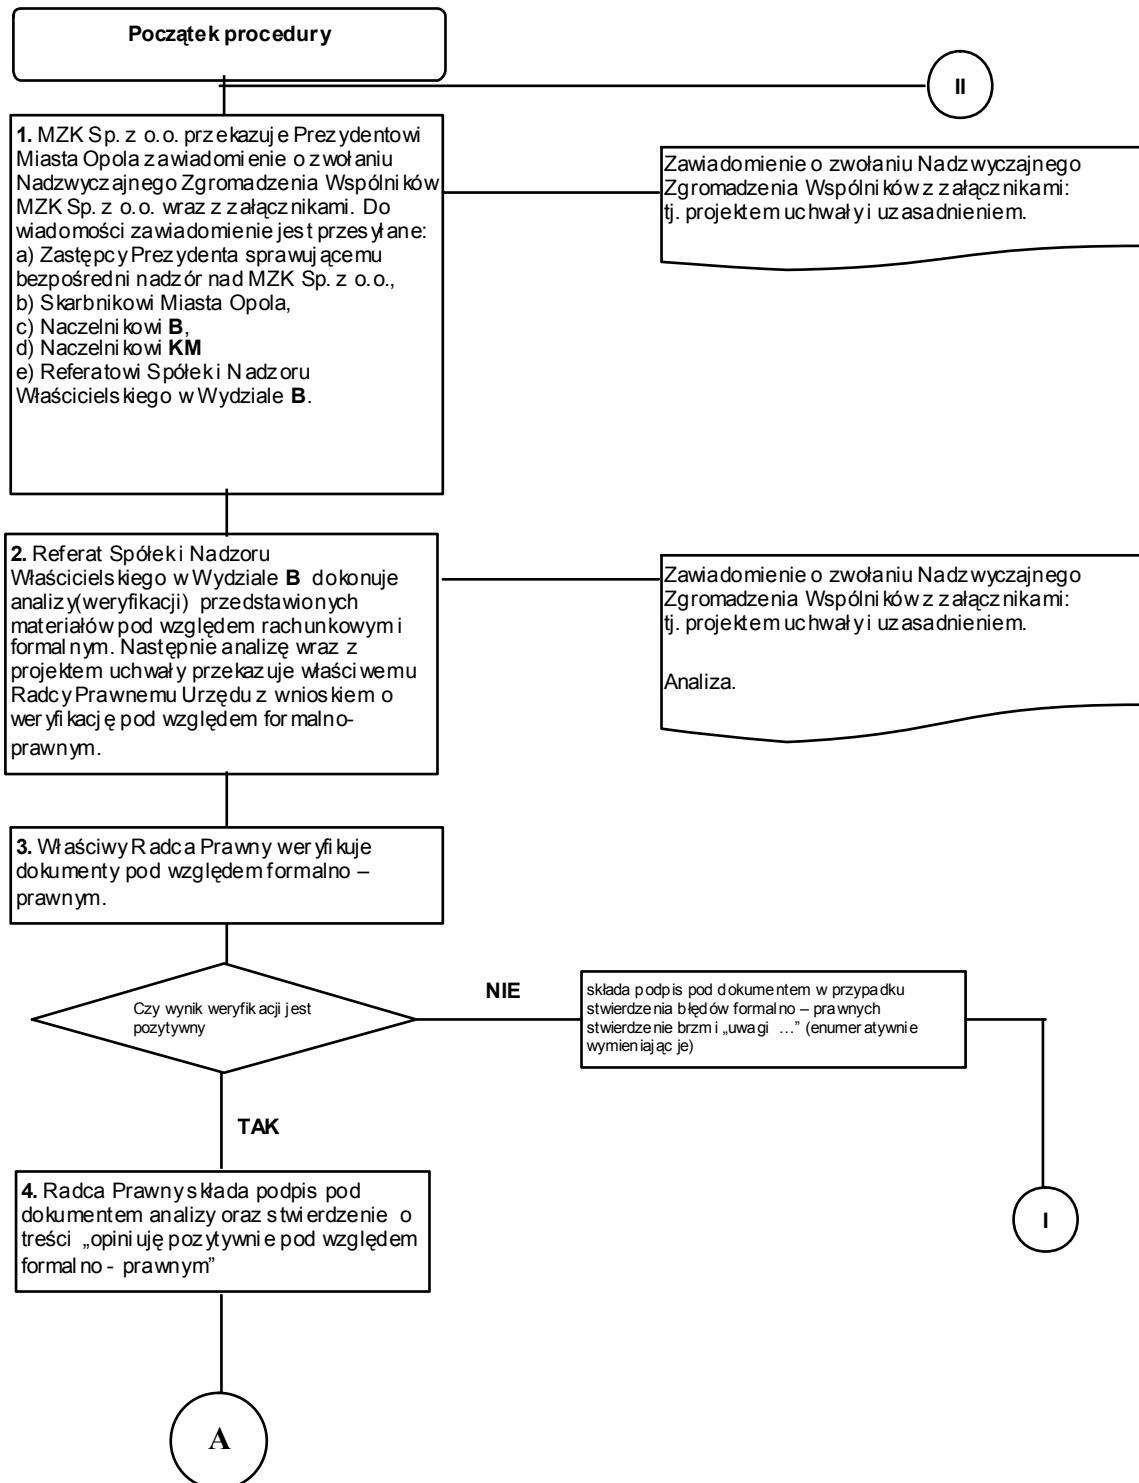 Początek procedury
II
1. MZK Sp. z o.o. przekazuje Prezydentowi
Miasta Opola zawiadomienie o zwołaniu
Nadzwyczajnego Zgromadzenia Wspólników
MZK Sp. z o.o. wraz z załącznikami. Do
wiadomości zawiadomienie jest przesyłane:
a) Zastępcy Prezydenta sprawującemu
bezpośredni nadzór nad MZK Sp. z o.o.,
b) Skarbnikowi Miasta Opola,
c) Naczelnikowi B,
d) Naczelnikowi KM
e) Referatowi Spółek i Nadzoru
Właścicielskiego w Wydziale B.
Zawiadomienie o zwołaniu Nadzwyczajnego
Zgromadzenia Wspólników z załącznikami:
tj. projektem uchwały i uzasadnieniem.
2. Referat Spółek i Nadzoru
Właścicielskiego w Wydziale B dokonuje
analizy(weryfikacji) przedstawionych
materiałów pod względem rachunkowym i
formalnym. Następnie analizę wraz z
projektem uchwały przekazuje właściwemu
Radcy Prawnemu Urzędu z wnioskiem o
weryfikację pod względem formalno-
prawnym.
Zawiadomienie o zwołaniu Nadzwyczajnego
Zgromadzenia Wspólników z załącznikami:
tj. projektem uchwały i uzasadnieniem.
Analiza.
3. Właściwy Radca Prawny weryfikuje
dokumenty pod względem formalno –
prawnym.
Czy wynik weryfikacji jest
pozytywny
NIE
składa podpis pod dokumentem w przypadku
stwierdzenia błędów formalno – prawnych
stwierdzenie brzmi „uwagi …” (enumeratywnie
wymieniając je)
TAK
4. Radca Prawny składa podpis pod
dokumentem analizy oraz stwierdzenie o
treści „opiniuję pozytywnie pod względem
formalno - prawnym”
I
A